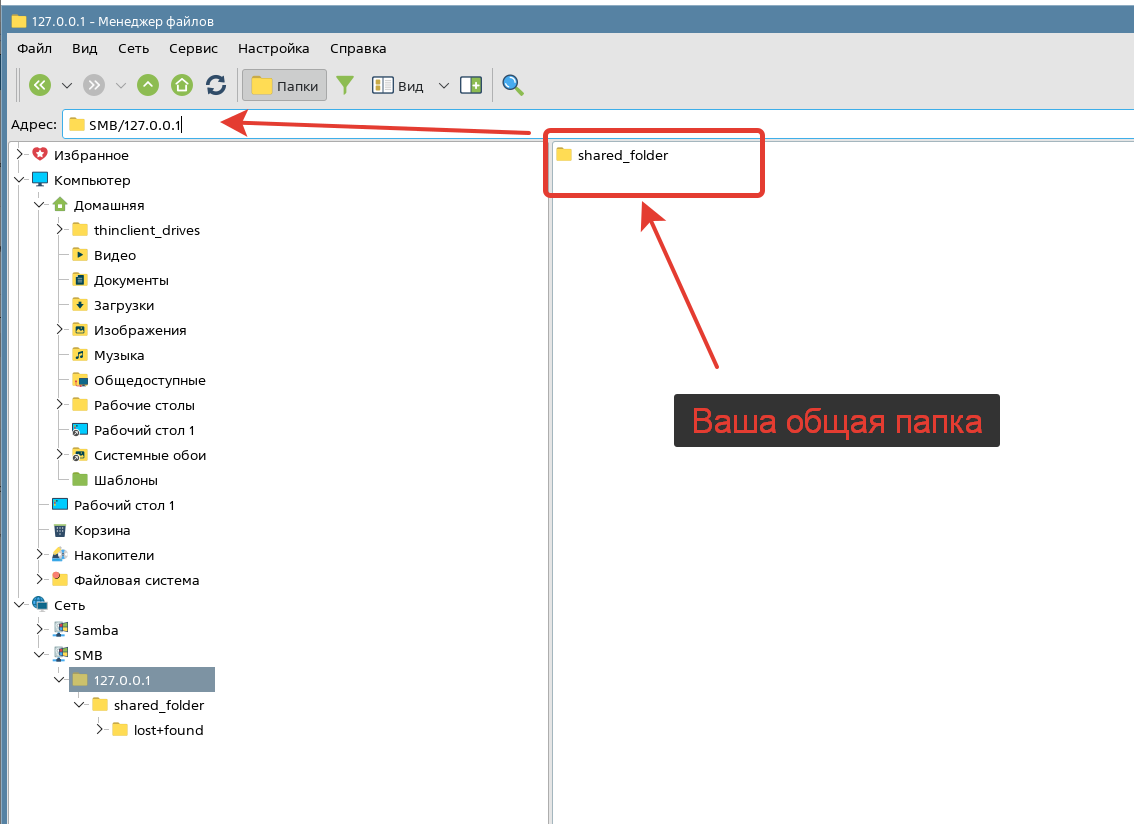 127.0.0.1 - Менеджер файлов
Файл Вид Сеть Сервис Настройка Справка
Папки Вид
Адрес: SMB/127.0.0.1
Избранное
shared_folder
Компьютер
Домашняя
thinclient_drives
Видео
Документы
Загрузки
Изображения
Музыка
Общедоступные
Рабочие столы
Ваша общая папка
Рабочий стол 1
Системные обои
Шаблоны
Рабочий стол 1
Корзина
Накопители
Файловая система
Сеть
Samba
SMB
127.0.0.1
shared_folder
lost+found